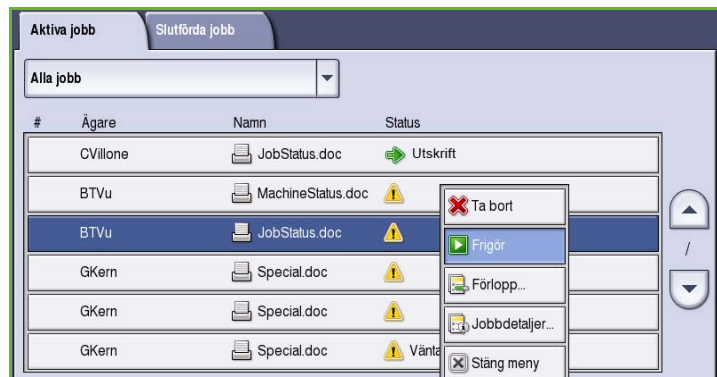 Aktiva jobb Slutförda jobb
Alla jobb
# Ägare Namn Status
CVillone JobStatus.doc Utskrift
BTVu MachineStatus.doc
Ta bort
BTVu JobStatus.doc
Frigör
/
GKern Special.doc
Förlopp...
GKern Special.doc
Jobbdetaljer...
GKern Special.doc
Stäng meny